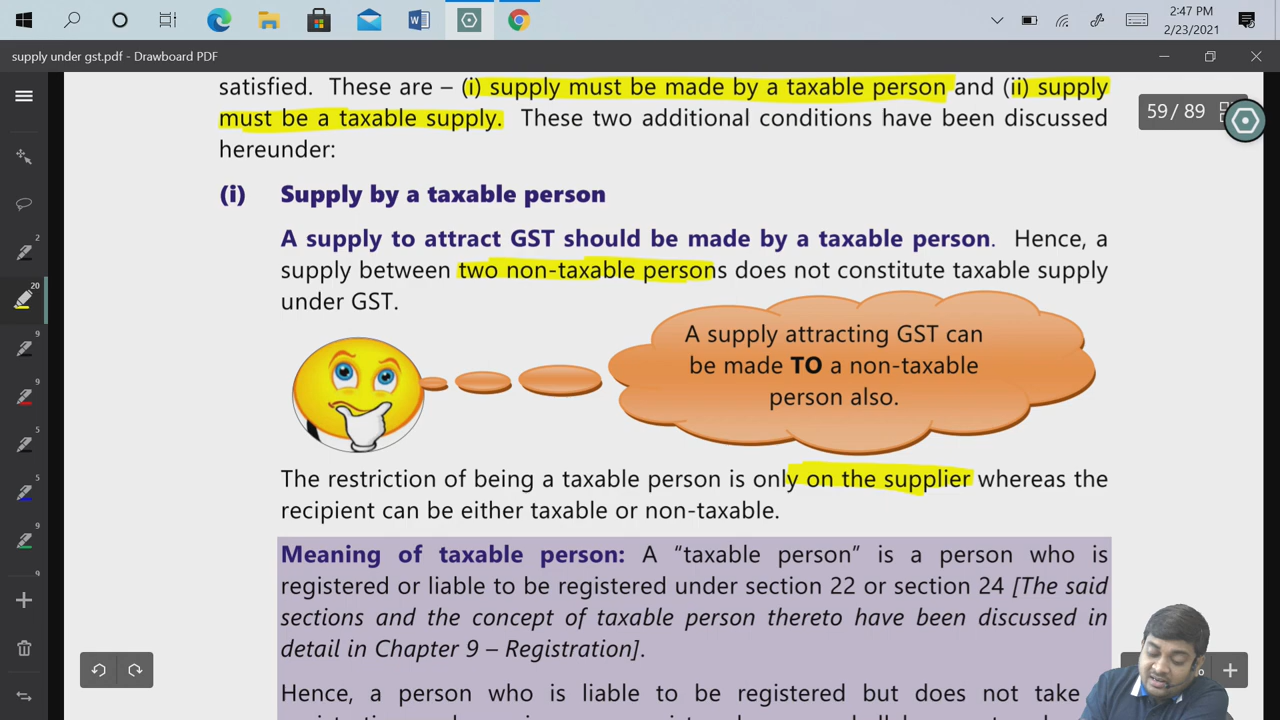 2:47 PM
2/23/2021
supply under gst.pdf - Drawboard PDF
satisfied. These are – (i) supply must be made by a taxable person and (ii) supply
must be a taxable supply. These two additional conditions have been discussed
hereunder:
59 / 89
(i) Supply by a taxable person
A supply to attract GST should be made by a taxable person. Hence, a
supply between two non-taxable persons does not constitute taxable supply
under GST.
A supply attracting GST can
be made TO a non-taxable
person also.
The restriction of being a taxable person is only on the supplier whereas the
recipient can be either taxable or non-taxable.
Meaning of taxable person: A “taxable person” is a person who is
registered or liable to be registered under section 22 or section 24 [The said
sections and the concept of taxable person thereto have been discussed in
detail in Chapter 9 – Registration].
Hence, a person who is liable to be registered but does not take
2
20
9
9
5
5
9
9